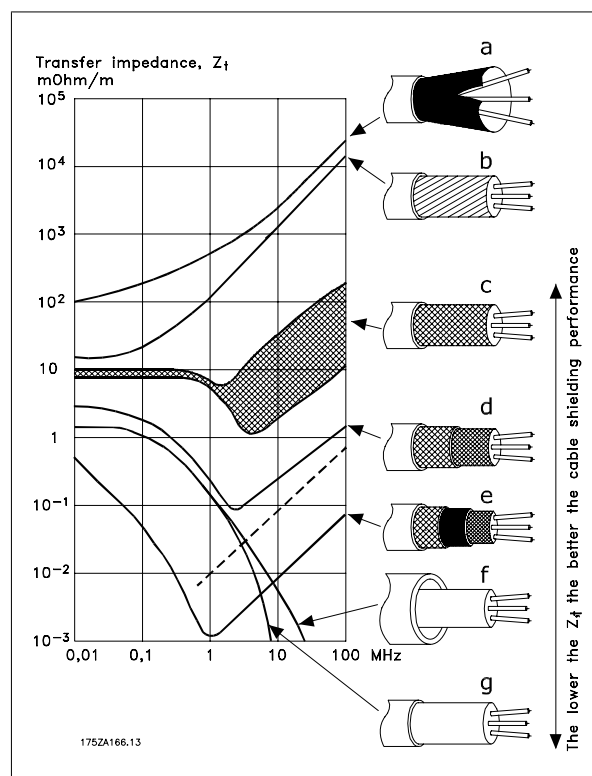 Transfer impedance, Zt
mOhm/m
a
10⁵
b
10⁴
10³
c
10²
10
d
1
e
10⁻¹
f
10⁻²
10⁻³
0,01 0,1 1 10 100 MHz
g
175ZA166.13
The lower the Zt the better the cable shielding performance